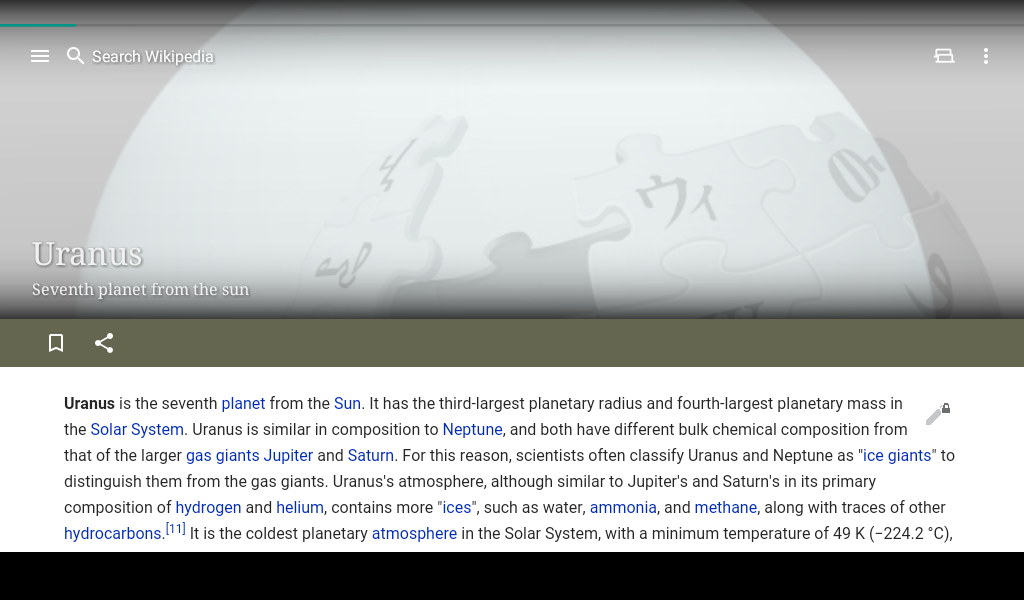 Search Wikipedia
ウィ
W
Uranus
Seventh planet from the sun
Uranus is the seventh planet from the Sun. It has the third-largest planetary radius and fourth-largest planetary mass in
the Solar System. Uranus is similar in composition to Neptune, and both have different bulk chemical composition from
that of the larger gas giants Jupiter and Saturn. For this reason, scientists often classify Uranus and Neptune as "ice giants" to
distinguish them from the gas giants. Uranus's atmosphere, although similar to Jupiter's and Saturn's in its primary
composition of hydrogen and helium, contains more "ices", such as water, ammonia, and methane, along with traces of other
hydrocarbons.[11] It is the coldest planetary atmosphere in the Solar System, with a minimum temperature of 49 K (−224.2 °C),